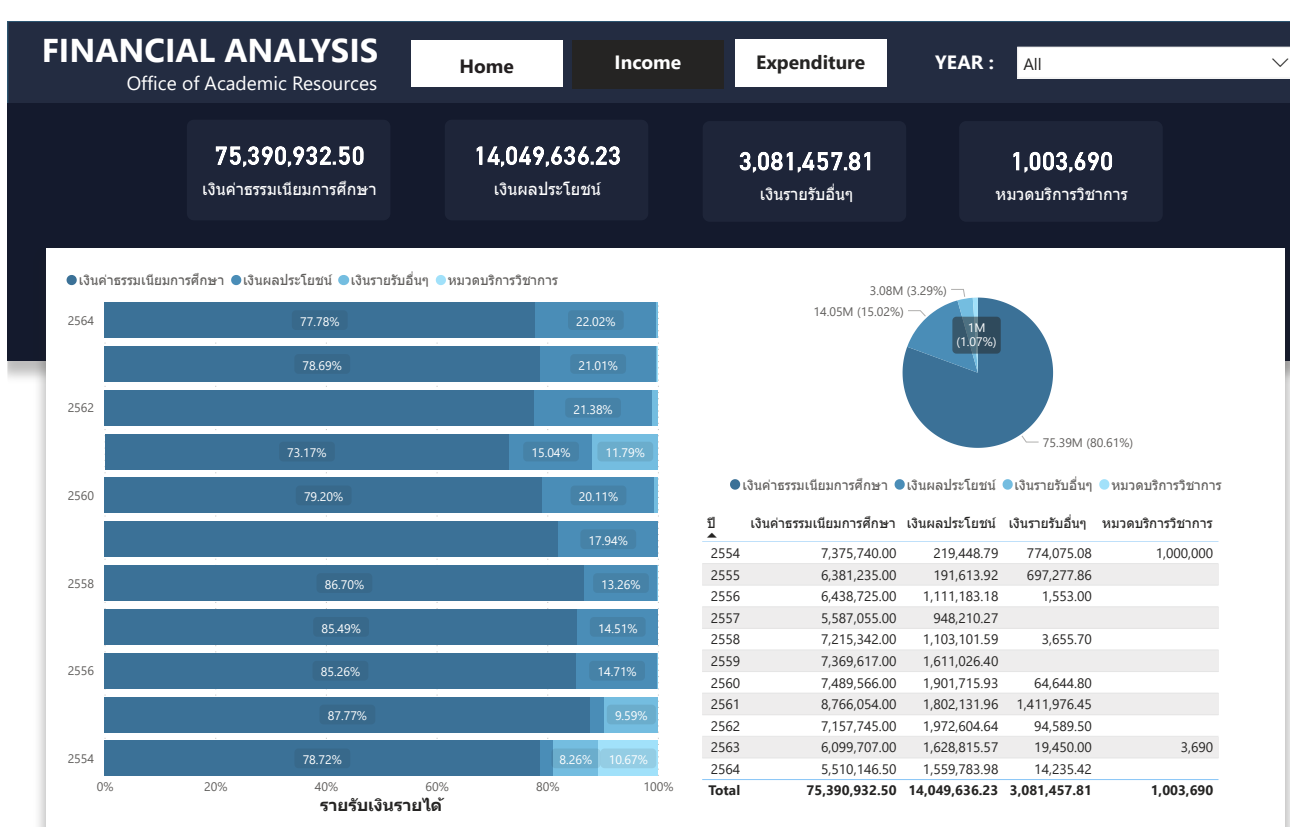 FINANCIAL ANALYSIS
Office of Academic Resources
Home
Income
Expenditure
YEAR :
All
75,390,932.50
เงินค่าธรรมเนียมการศึกษา
14,049,636.23
เงินผลประโยชน์
3,081,457.81
เงินรายรับอื่นๆ
1,003,690
หมวดบริการวิชาการ
เงินค่าธรรมเนียมการศึกษา เงินผลประโยชน์ เงินรายรับอื่นๆ หมวดบริการวิชาการ
2564 77.78% 22.02%
78.69% 21.01%
2562 21.38%
73.17% 15.04% 11.79%
2560 79.20% 20.11%
17.94%
2558 86.70% 13.26%
85.49% 14.51%
2556 85.26% 14.71%
87.77% 9.59%
2554 78.72% 8.26% 10.67%
0% 20% 40% 60% 80% 100%
รายรับเงินรายได้
3.08M (3.29%)
14.05M (15.02%)
1M
(1.07%)
75.39M (80.61%)
เงินค่าธรรมเนียมการศึกษา เงินผลประโยชน์ เงินรายรับอื่นๆ หมวดบริการวิชาการ
ปี เงินค่าธรรมเนียมการศึกษา เงินผลประโยชน์ เงินรายรับอื่นๆ หมวดบริการวิชาการ
2554 7,375,740.00 219,448.79 774,075.08 1,000,000
2555 6,381,235.00 191,613.92 697,277.86
2556 6,438,725.00 1,111,183.18 1,553.00
2557 5,587,055.00 948,210.27
2558 7,215,342.00 1,103,101.59 3,655.70
2559 7,369,617.00 1,611,026.40
2560 7,489,566.00 1,901,715.93 64,644.80
2561 8,766,054.00 1,802,131.96 1,411,976.45
2562 7,157,745.00 1,972,604.64 94,589.50
2563 6,099,707.00 1,628,815.57 19,450.00 3,690
2564 5,510,146.50 1,559,783.98 14,235.42
Total 75,390,932.50 14,049,636.23 3,081,457.81 1,003,690